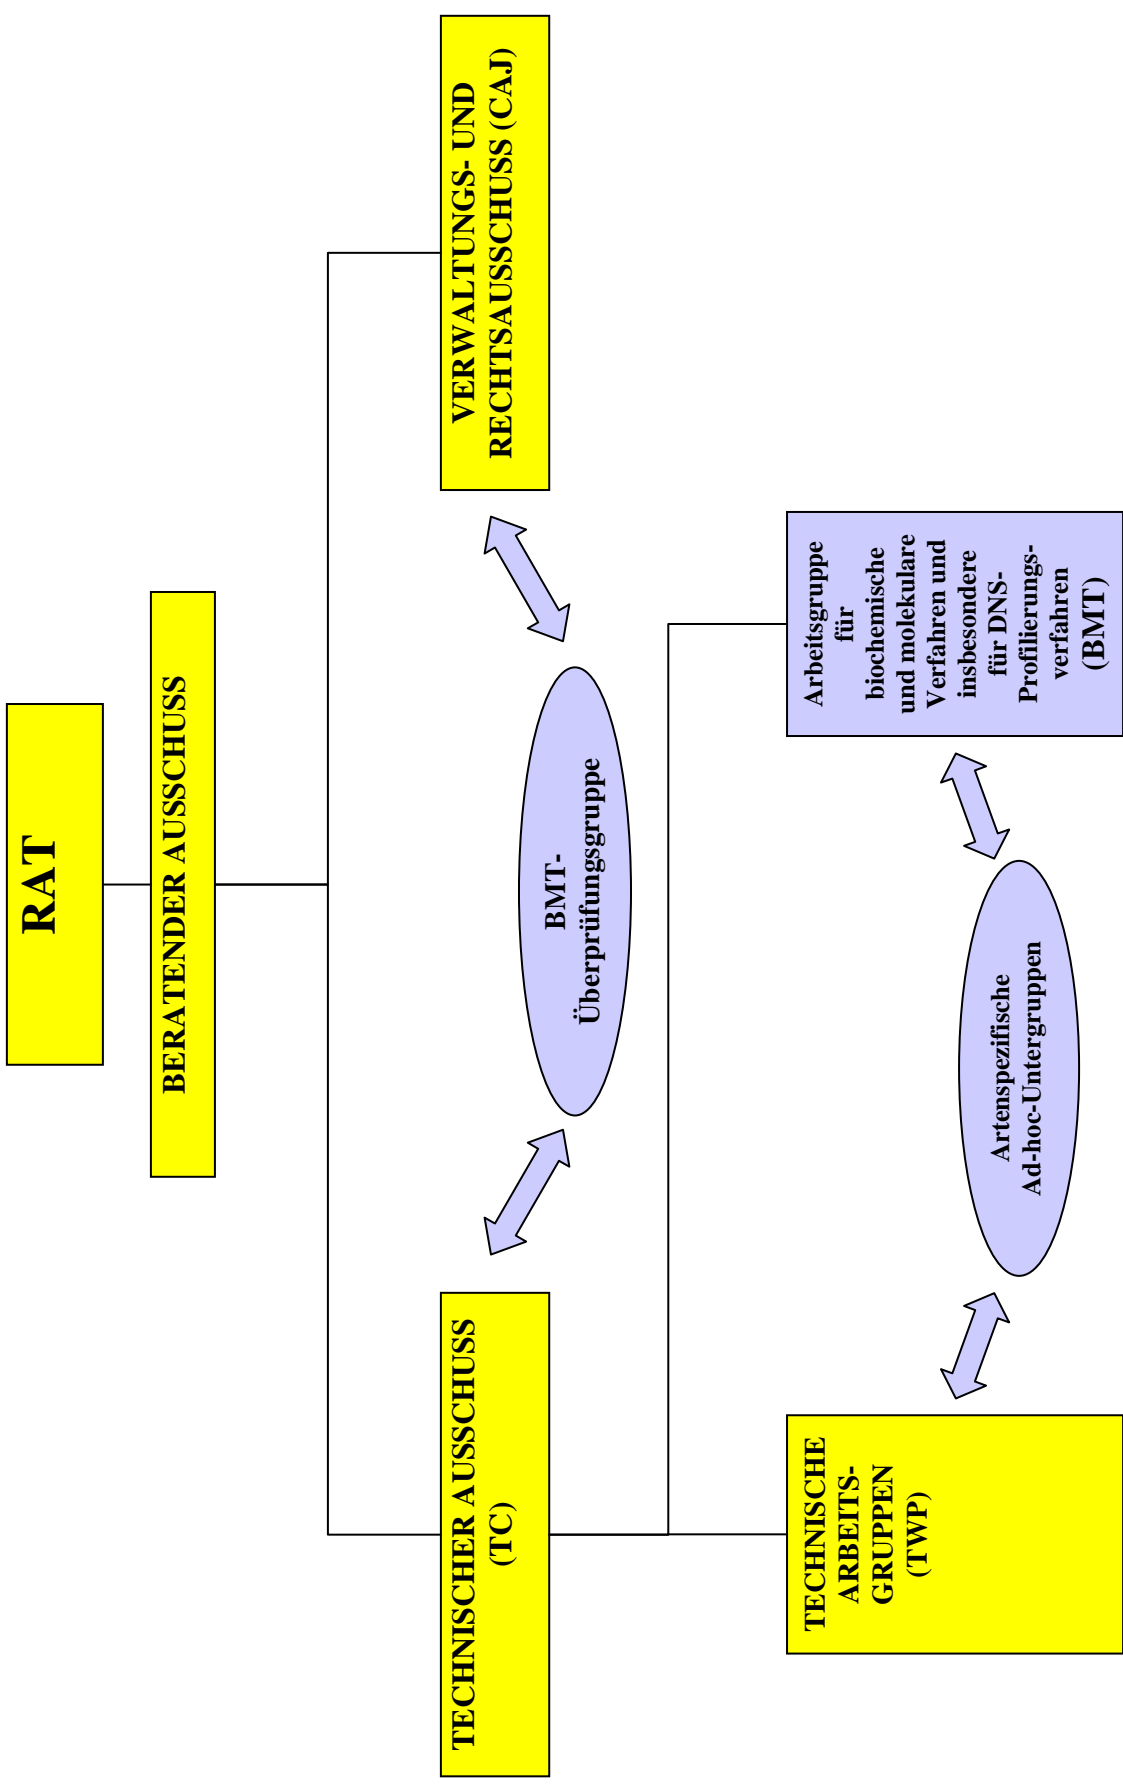 RAT
BERATENDER AUSSCHUSS
TECHNISCHER AUSSCHUSS
(TC)
VERWALTUNGS- UND
RECHTSAUSSCHUSS (CAJ)
BMT-
Überprüfungsgruppe
TECHNISCHE
ARBEITS-
GRUPPEN
(TWP)
Arbeitsgruppe
für
biochemische
und molekulare
Verfahren und
insbesondere
für DNS-
Profilierungs-
verfahren
(BMT)
Artenspezifische
Ad-hoc-Untergruppen